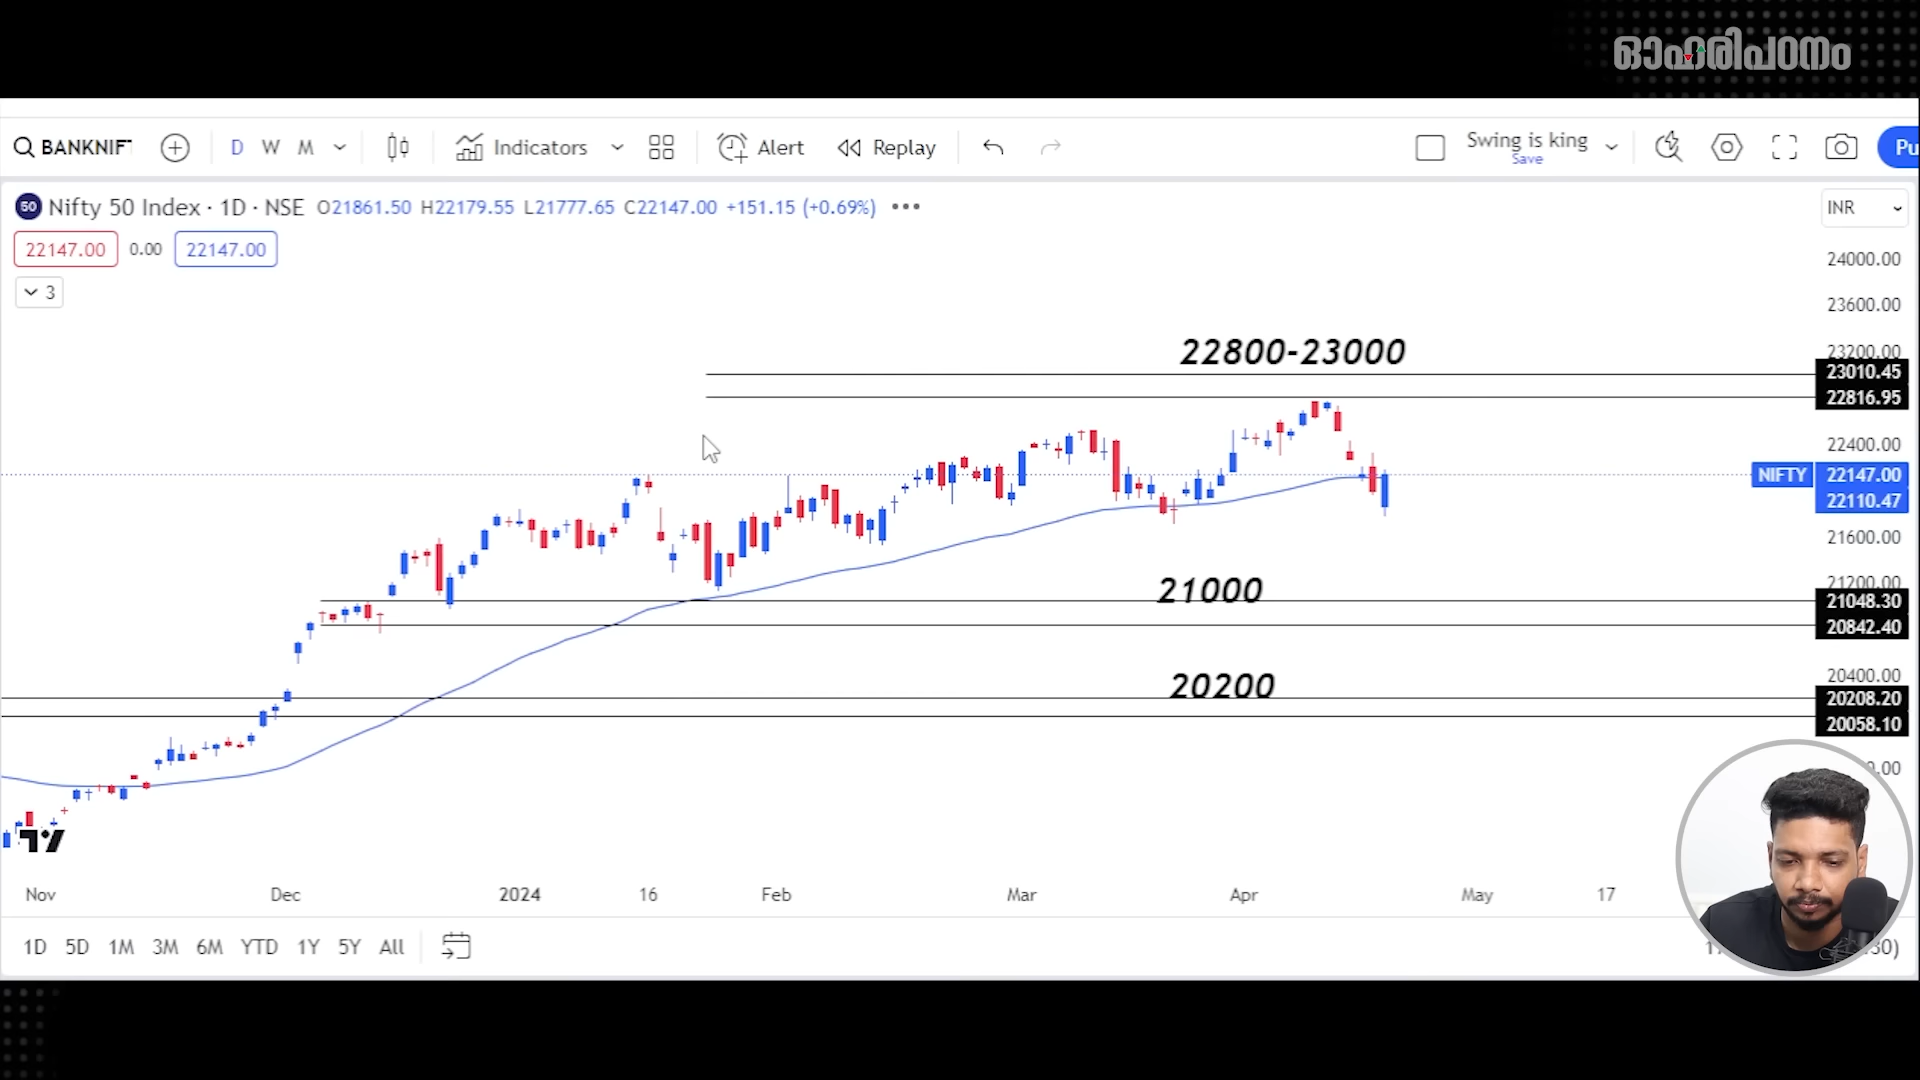 ഓഹരിപഠനം
BANKNIFT
D W M
Indicators
Alert
Replay
Swing is king
Save
Pu
50 Nifty 50 Index · 1D · NSE O21861.50 H22179.55 L21777.65 C22147.00 +151.15 (+0.69%)
INR
22147.00 0.00 22147.00
3
24000.00
23600.00
22800-23000
23200.00
23010.45
22816.95
22400.00
NIFTY 22147.00
22110.47
21600.00
21200.00
21000
21048.30
20842.40
20400.00
20200
20208.20
20058.10
Nov Dec 2024 16 Feb Mar Apr May 17
1D 5D 1M 3M 6M YTD 1Y 5Y All